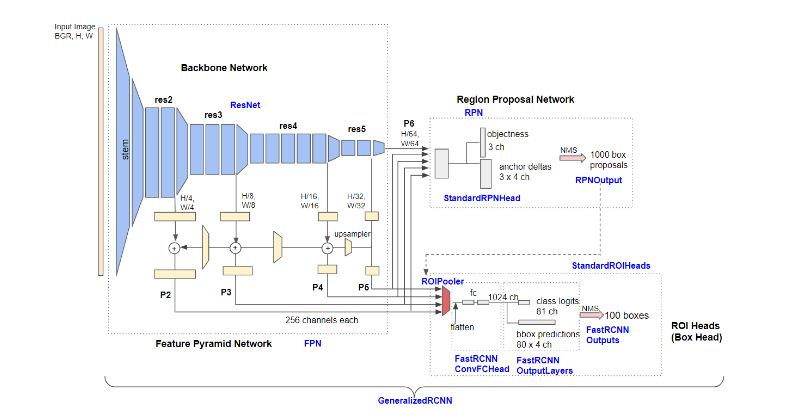 Input Image
BGR, H, W
Backbone Network
res2
res3
ResNet
res4
res5
stem
P6
H/64,
W/64
Region Proposal Network
RPN
objectness
3 ch
anchor deltas
3 x 4 ch
NMS
1000 box
proposals
StandardRPNHead
RPNOutput
H/4,
W/4
H/8,
W/8
H/16,
W/16
H/32,
W/32
upsampler
+
+
+
P2
P3
P4
P5
256 channels each
Feature Pyramid Network
FPN
StandardROIHeads
ROIPooler
fc
1024 ch
flatten
class logits
81 ch
bbox predictions
80 x 4 ch
NMS
100 boxes
FastRCNN
ConvFCHead
FastRCNN
OutputLayers
FastRCNN
Outputs
ROI Heads
(Box Head)
GeneralizedRCNN